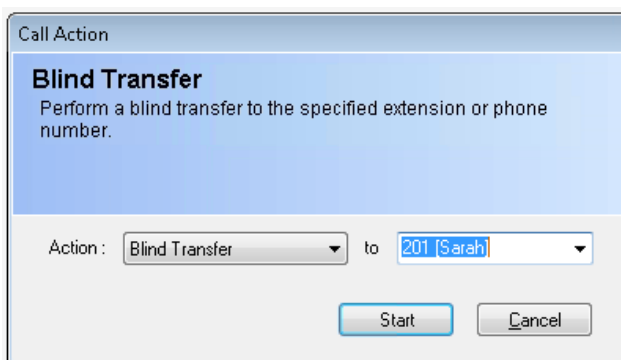 Call Action
Blind Transfer
Perform a blind transfer to the specified extension or phone
number.
Action : Blind Transfer to 201 [Sarah]
Start Cancel